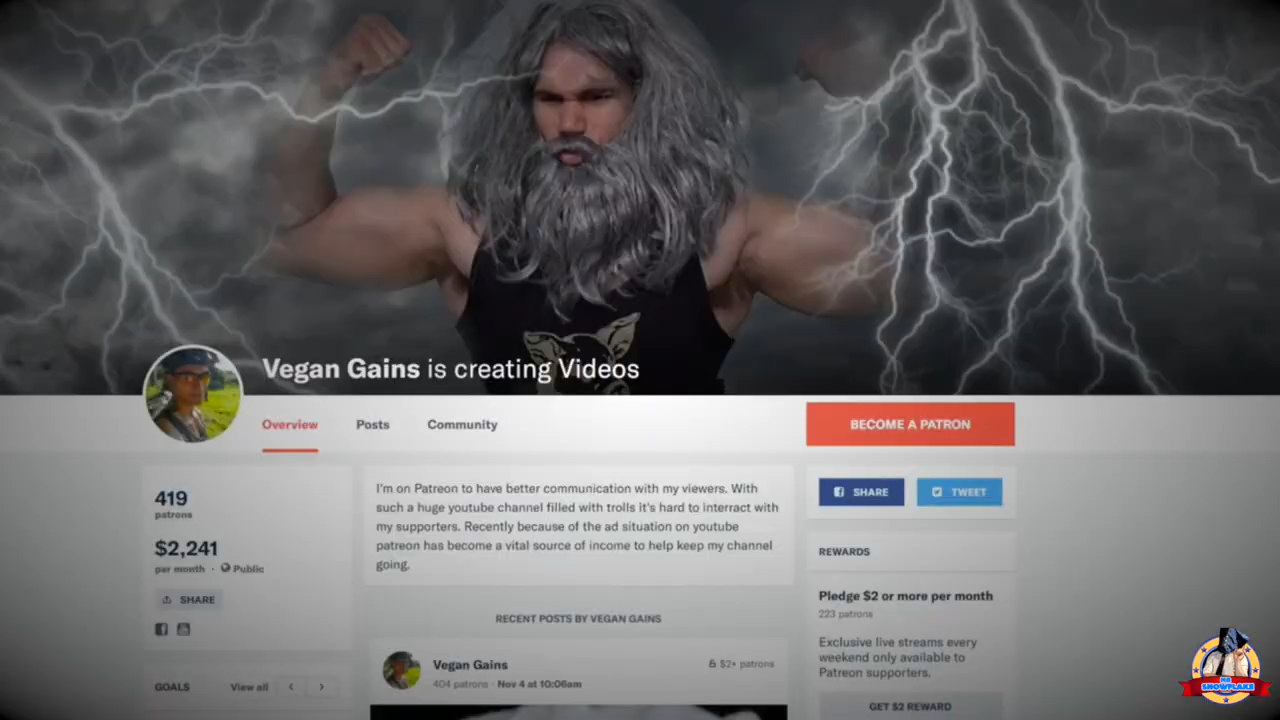 Vegan Gains is creating Videos
Overview
Posts
Community
BECOME A PATRON
419
patrons
$2,241
per month · Public
SHARE
GOALS
View all
I'm on Patreon to have better communication with my viewers. With
such a huge youtube channel filled with trolls it's hard to interract with
my supporters. Recently because of the ad situation on youtube
patreon has become a vital source of income to help keep my channel
going.
RECENT POSTS BY VEGAN GAINS
Vegan Gains
$2+ patrons
404 patrons · Nov 4 at 10:06am
SHARE
TWEET
REWARDS
Pledge $2 or more per month
223 patrons
Exclusive live streams every
weekend only available to
Patreon supporters.
GET $2 REWARD
MR
SNOWFLAKE